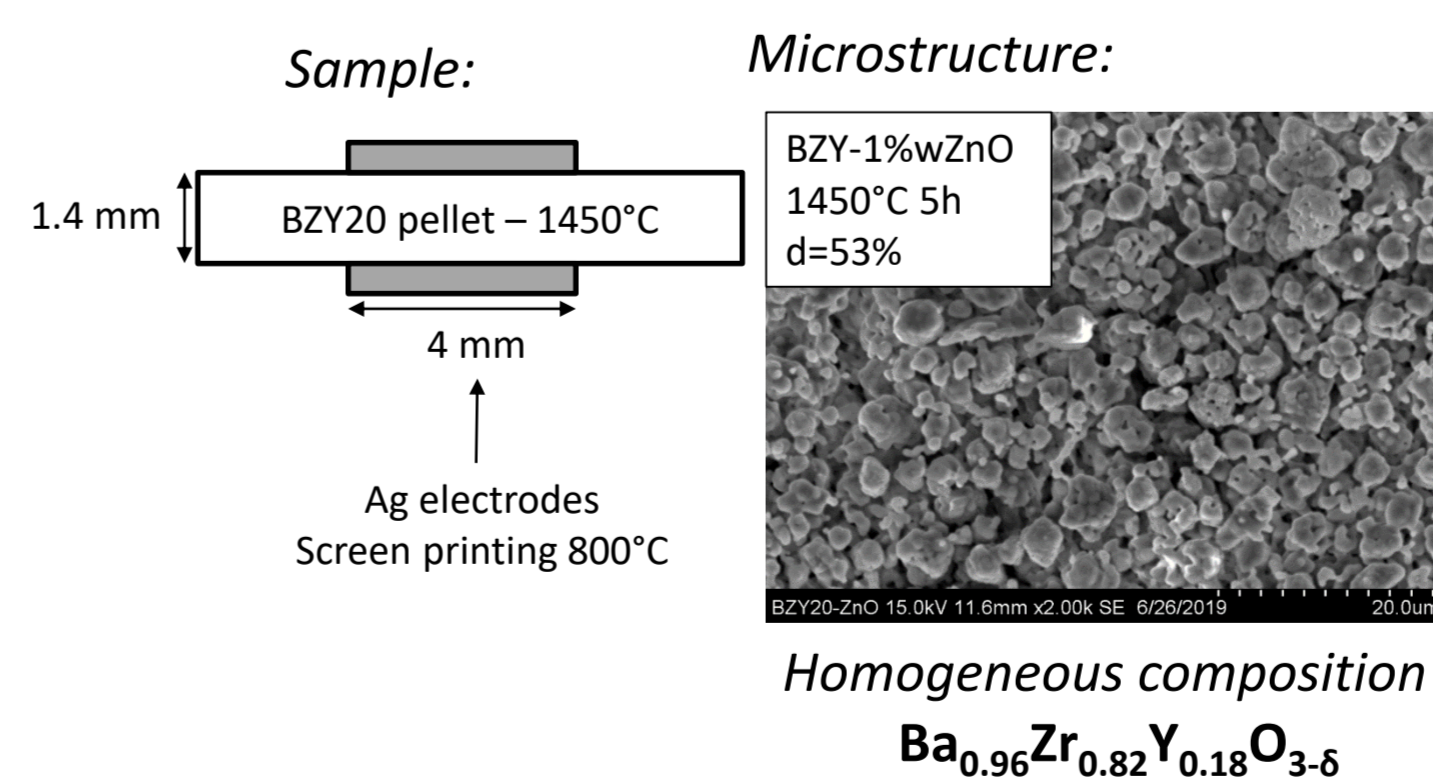 Sample:
1.4 mm
BZY20 pellet – 1450°C
4 mm
Ag electrodes
Screen printing 800°C
Microstructure:
BZY-1%wZnO
1450°C 5h
d=53%
BZY20-ZnO 15.0kV 11.6mm x2.00k SE 6/26/2019 20.0um
Homogeneous composition
Ba₀.₉₆Zr₀.₈₂Y₀.₁₈O₃₋δ